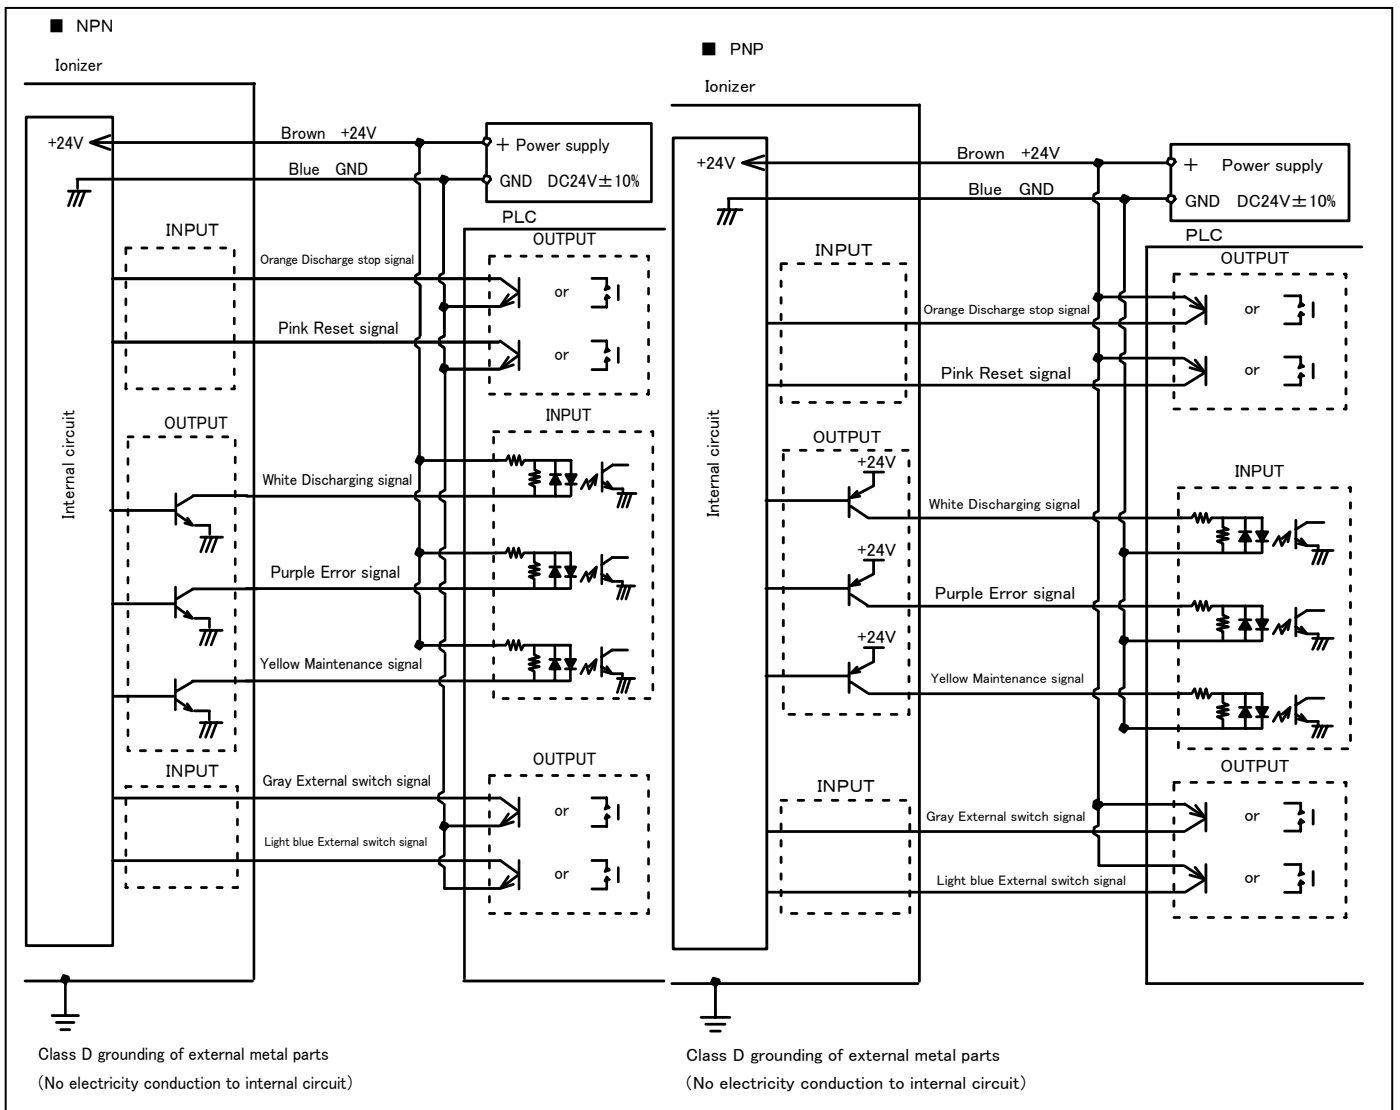 ■ NPN
Ionizer
+24V
Brown +24V
Blue GND
+ Power supply
GND DC24V±10%
PLC
INPUT
OUTPUT
Orange Discharge stop signal
or
Pink Reset signal
or
Internal circuit
OUTPUT
INPUT
White Discharging signal
Purple Error signal
Yellow Maintenance signal
INPUT
OUTPUT
Gray External switch signal
or
Light blue External switch signal
or
Class D grounding of external metal parts
(No electricity conduction to internal circuit)
■ PNP
Ionizer
+24V
Brown +24V
Blue GND
+ Power supply
GND DC24V±10%
PLC
INPUT
OUTPUT
Orange Discharge stop signal
or
Pink Reset signal
or
Internal circuit
OUTPUT
+24V
INPUT
White Discharging signal
+24V
Purple Error signal
+24V
Yellow Maintenance signal
INPUT
OUTPUT
Gray External switch signal
or
Light blue External switch signal
or
Class D grounding of external metal parts
(No electricity conduction to internal circuit)